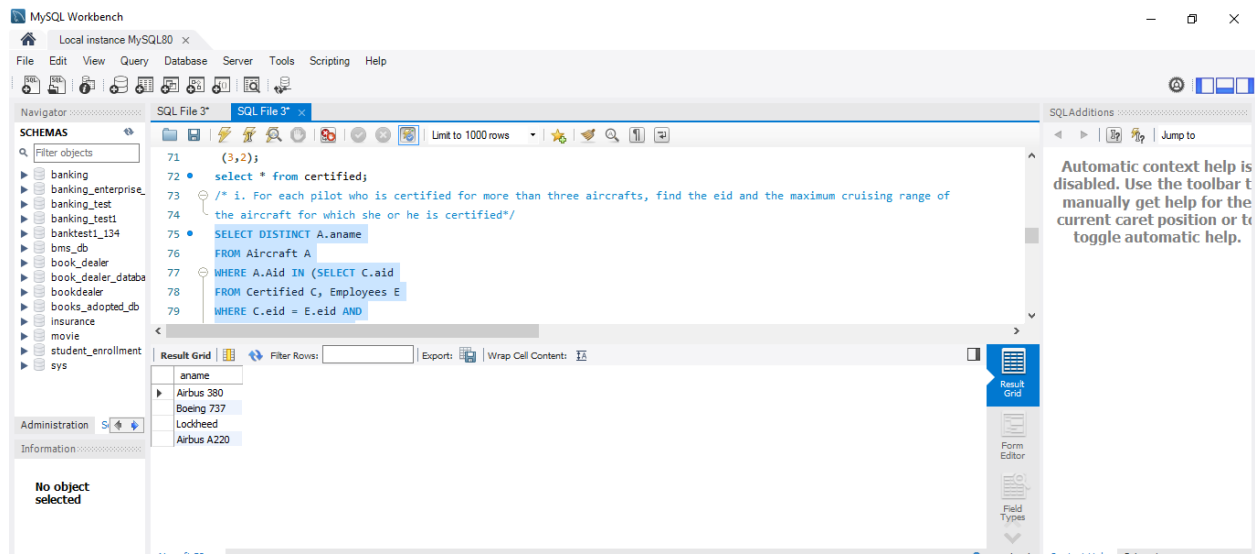 MySQL Workbench
Local instance MySQL80 ×
File Edit View Query Database Server Tools Scripting Help
Navigator
SQL File 3* SQL File 3* ×
SQLAdditions
SCHEMAS
Filter objects
Limit to 1000 rows
Jump to
banking
banking_enterprise_
banking_test
banking_test1
banktest1_134
bms_db
book_dealer
book_dealer_databa
bookdealer
books_adopted_db
insurance
movie
student_enrollment
sys
71 (3,2);
72 select * from certified;
73 /* i. For each pilot who is certified for more than three aircrafts, find the eid and the maximum cruising range of
74 the aircraft for which she or he is certified*/
75 SELECT DISTINCT A.aname
76 FROM Aircraft A
77 WHERE A.Aid IN (SELECT C.aid
78 FROM Certified C, Employees E
79 WHERE C.eid = E.eid AND
Automatic context help is
disabled. Use the toolbar t
manually get help for the
current caret position or to
toggle automatic help.
Result Grid Filter Rows: Export: Wrap Cell Content:
aname
Airbus 380
Boeing 737
Lockheed
Airbus A220
Result
Grid
Form
Editor
Field
Types
Administration
Information
No object
selected